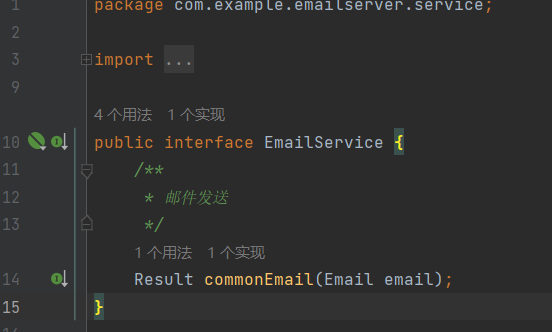 1 package com.example.emailserver.service;
2
3 import ...
9
4 个用法 1 个实现
10 public interface EmailService {
11 /**
12 * 邮件发送
13 */
1 个用法 1 个实现
14 Result commonEmail(Email email);
15 }